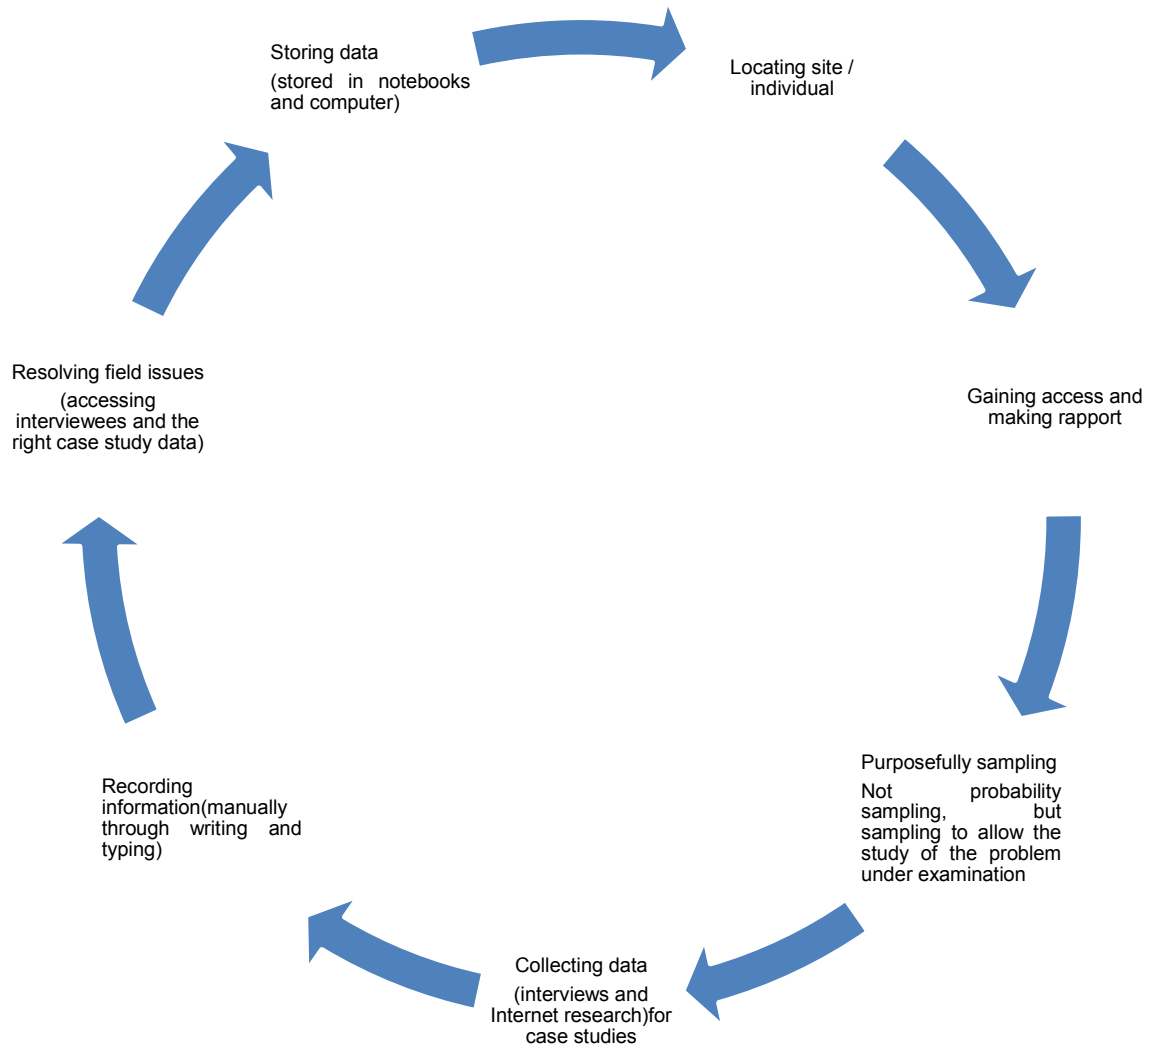 Storing data
(stored in notebooks
and computer)
Locating site /
individual
Gaining access and
making rapport
Purposefully sampling
Not probability
sampling, but
sampling to allow the
study of the problem
under examination
Collecting data
(interviews and
Internet research)for
case studies
Recording
information(manually
through writing and
typing)
Resolving field issues
(accessing
interviewees and the
right case study data)